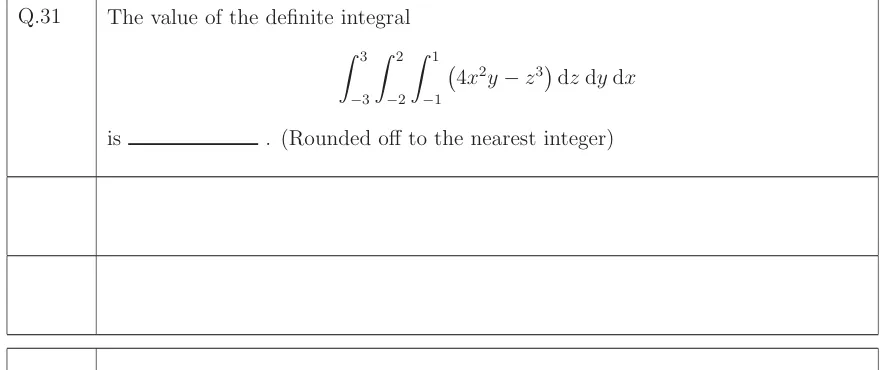 Q.31 The value of the definite integral
∫_{-3}^{3} ∫_{-2}^{2} ∫_{-1}^{1} (4x²y − z³) dz dy dx
is ____________ . (Rounded off to the nearest integer)